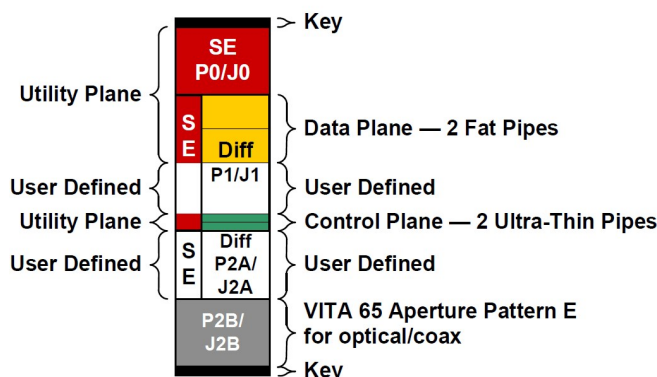 Key
SE
P0/J0
Utility Plane
S
E
Diff
Data Plane — 2 Fat Pipes
User Defined
P1/J1
User Defined
Utility Plane
Control Plane — 2 Ultra-Thin Pipes
User Defined
S
E
Diff
P2A/
J2A
User Defined
P2B/
J2B
VITA 65 Aperture Pattern E
for optical/coax
Key